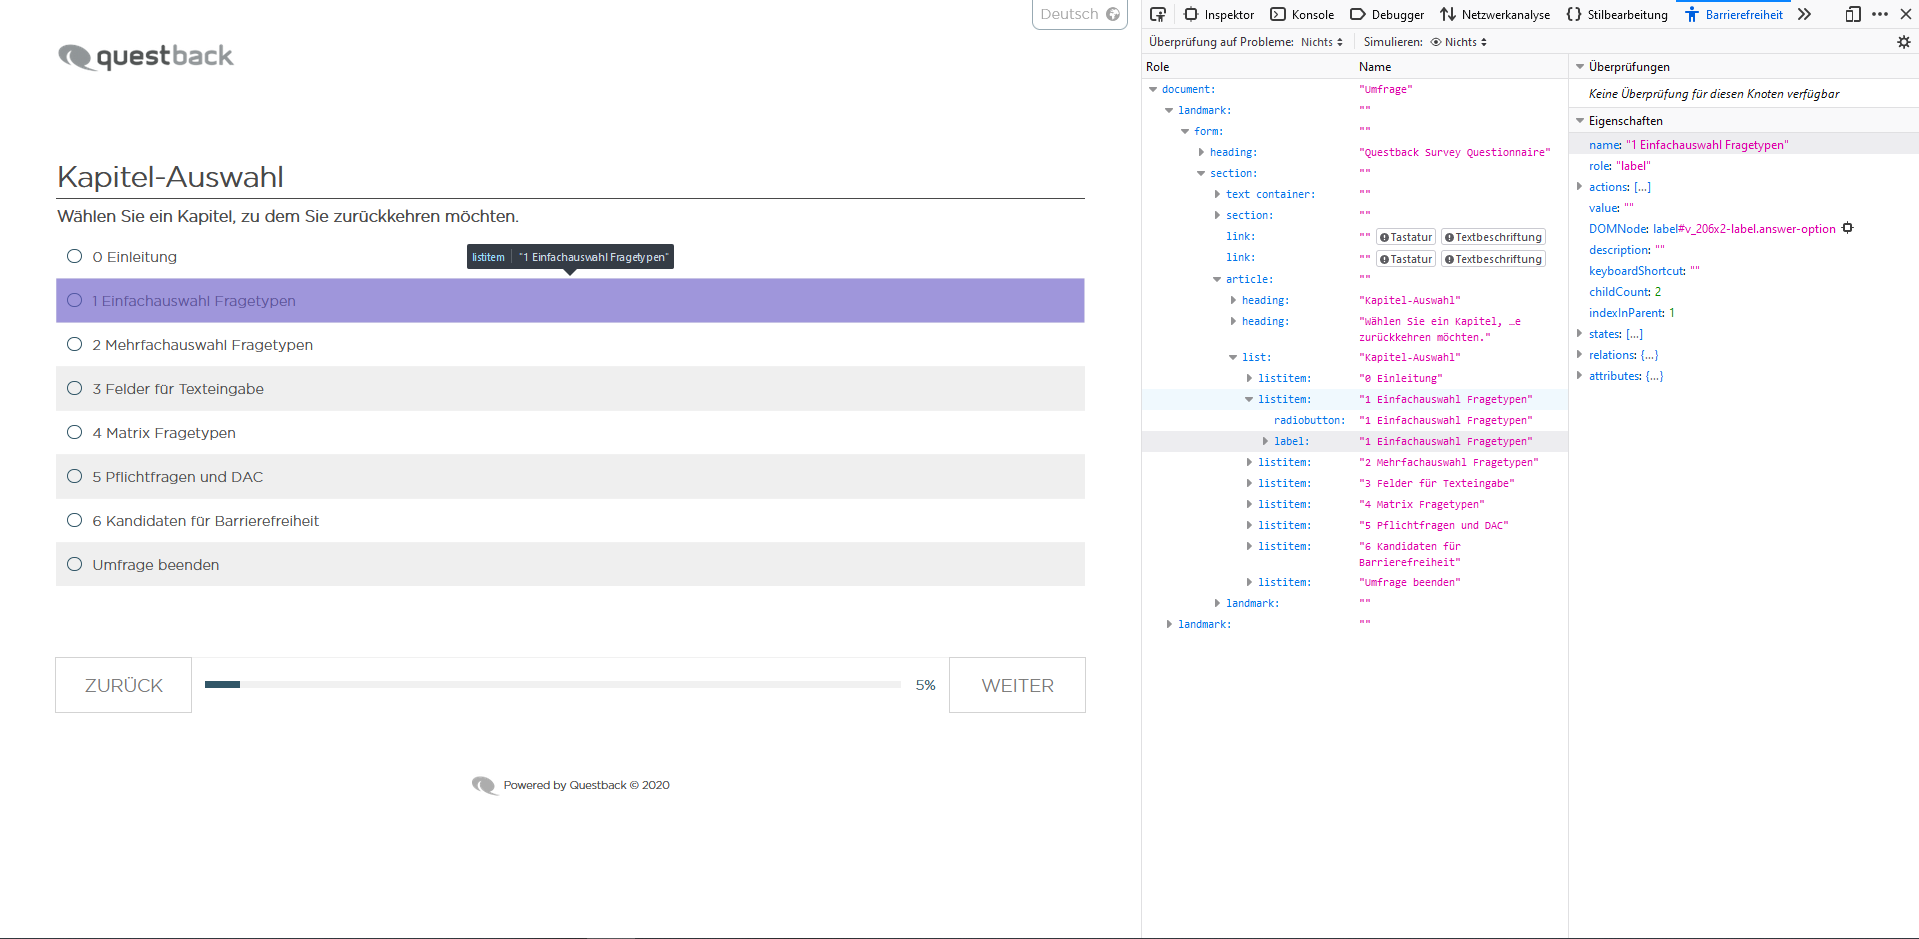 Deutsch
questback
Kapitel-Auswahl
Wählen Sie ein Kapitel, zu dem Sie zurückkehren möchten.
0 Einleitung
listitem "1 Einfachauswahl Fragetypen"
1 Einfachauswahl Fragetypen
2 Mehrfachauswahl Fragetypen
3 Felder für Texteingabe
4 Matrix Fragetypen
5 Pflichtfragen und DAC
6 Kandidaten für Barrierefreiheit
Umfrage beenden
ZURÜCK
5%
WEITER
Powered by Questback © 2020
Inspektor Konsole Debugger Netzwerkanalyse {} Stilbearbeitung Barrierefreiheit
Überprüfung auf Probleme: Nichts Simulieren: Nichts
Role Name
document: "Umfrage"
landmark: ""
form: ""
heading: "Questback Survey Questionnaire"
section: ""
text container: ""
section: ""
link: "" Tastatur Textbeschriftung
link: "" Tastatur Textbeschriftung
article: ""
heading: "Kapitel-Auswahl"
heading: "Wählen Sie ein Kapitel, …e
zurückkehren möchten."
list: "Kapitel-Auswahl"
listitem: "0 Einleitung"
listitem: "1 Einfachauswahl Fragetypen"
radiobutton: "1 Einfachauswahl Fragetypen"
label: "1 Einfachauswahl Fragetypen"
listitem: "2 Mehrfachauswahl Fragetypen"
listitem: "3 Felder für Texteingabe"
listitem: "4 Matrix Fragetypen"
listitem: "5 Pflichtfragen und DAC"
listitem: "6 Kandidaten für
Barrierefreiheit"
listitem: "Umfrage beenden"
landmark: ""
landmark: ""
Überprüfungen
Keine Überprüfung für diesen Knoten verfügbar
Eigenschaften
name: "1 Einfachauswahl Fragetypen"
role: "label"
actions: […]
value: ""
DOMNode: label#v_206x2-label.answer-option
description: ""
keyboardShortcut: ""
childCount: 2
indexInParent: 1
states: […]
relations: {…}
attributes: {…}